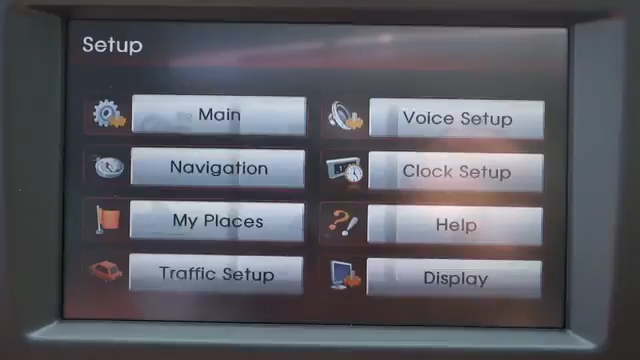 Setup
Main
Voice Setup
Navigation
Clock Setup
My Places
Help
Traffic Setup
Display